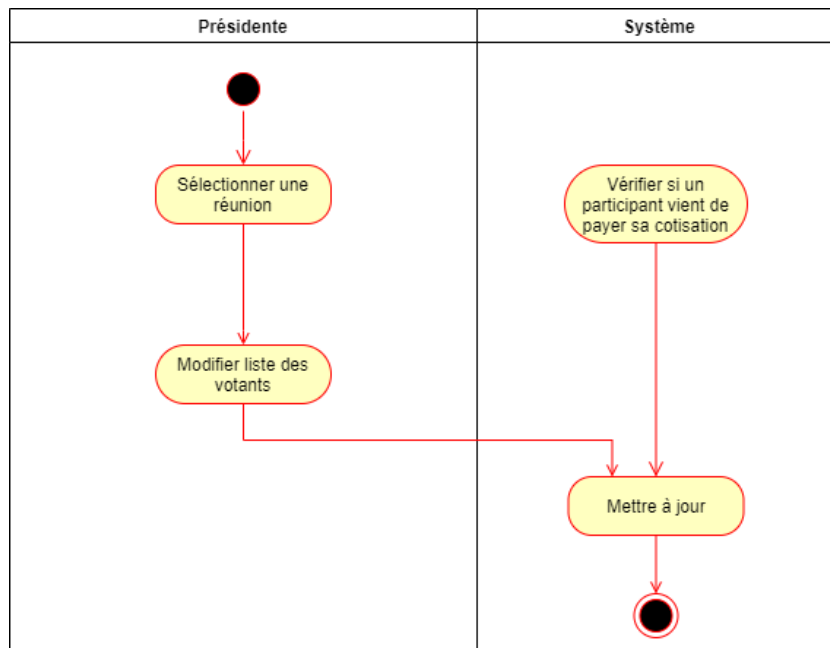 Présidente
Système
Sélectionner une
réunion
Vérifier si un
participant vient de
payer sa cotisation
Modifier liste des
votants
Mettre à jour